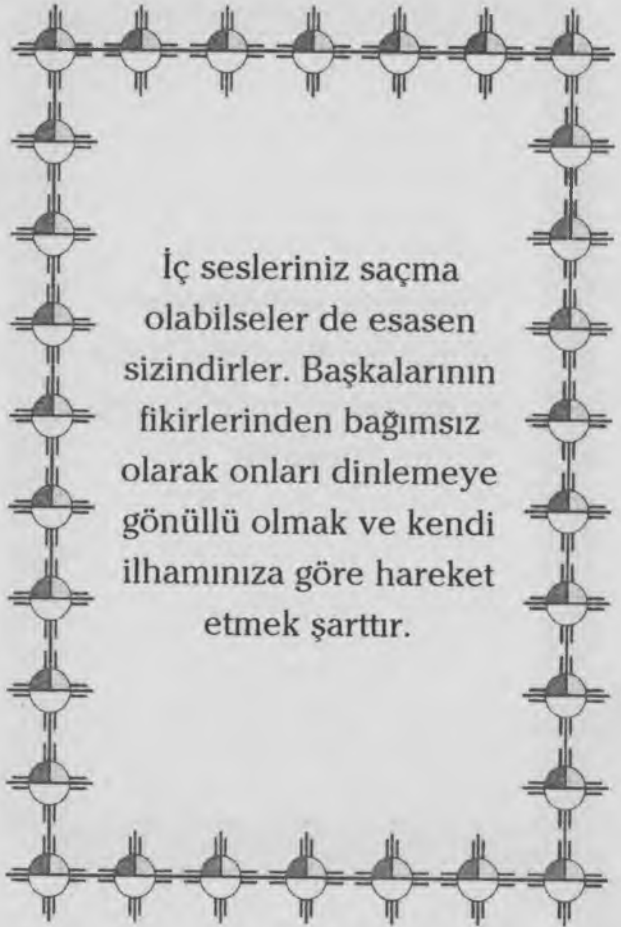 İç sesleriniz saçma
olabilseler de esasen
sizindirler. Başkalarının
fikirlerinden bağımsız
olarak onları dinlemeye
gönüllü olmak ve kendi
ilhamınıza göre hareket
etmek şarttır.